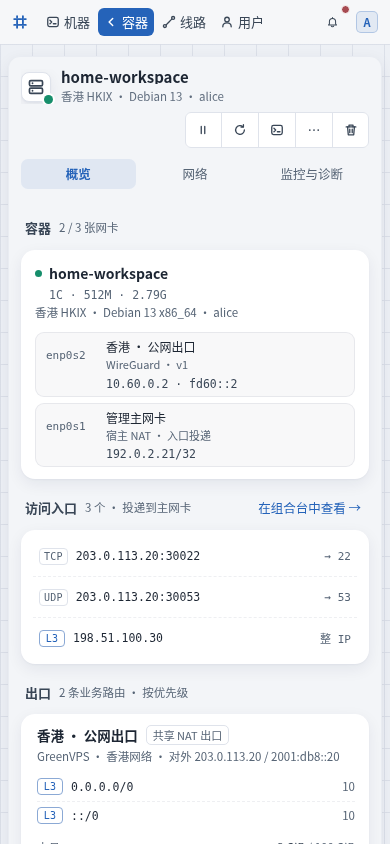 机器 容器 线路 用户 A
home-workspace
香港 HKIX • Debian 13 • alice
概览 网络 监控与诊断
容器 2 / 3 张网卡
home-workspace
1C · 512M · 2.79G
香港 HKIX • Debian 13 x86_64 • alice
enp0s2 香港 • 公网出口
WireGuard • v1
10.60.0.2 · fd60::2
enp0s1 管理主网卡
宿主 NAT • 入口投递
192.0.2.21/32
访问入口 3 个 • 投递到主网卡 在组合台中查看 →
TCP 203.0.113.20:30022 → 22
UDP 203.0.113.20:30053 → 53
L3 198.51.100.30 整 IP
出口 2 条业务路由 • 按优先级
香港 • 公网出口 共享 NAT 出口
GreenVPS • 香港网络 • 对外 203.0.113.20 / 2001:db8::20
L3 0.0.0.0/0 10
L3 ::/0 10